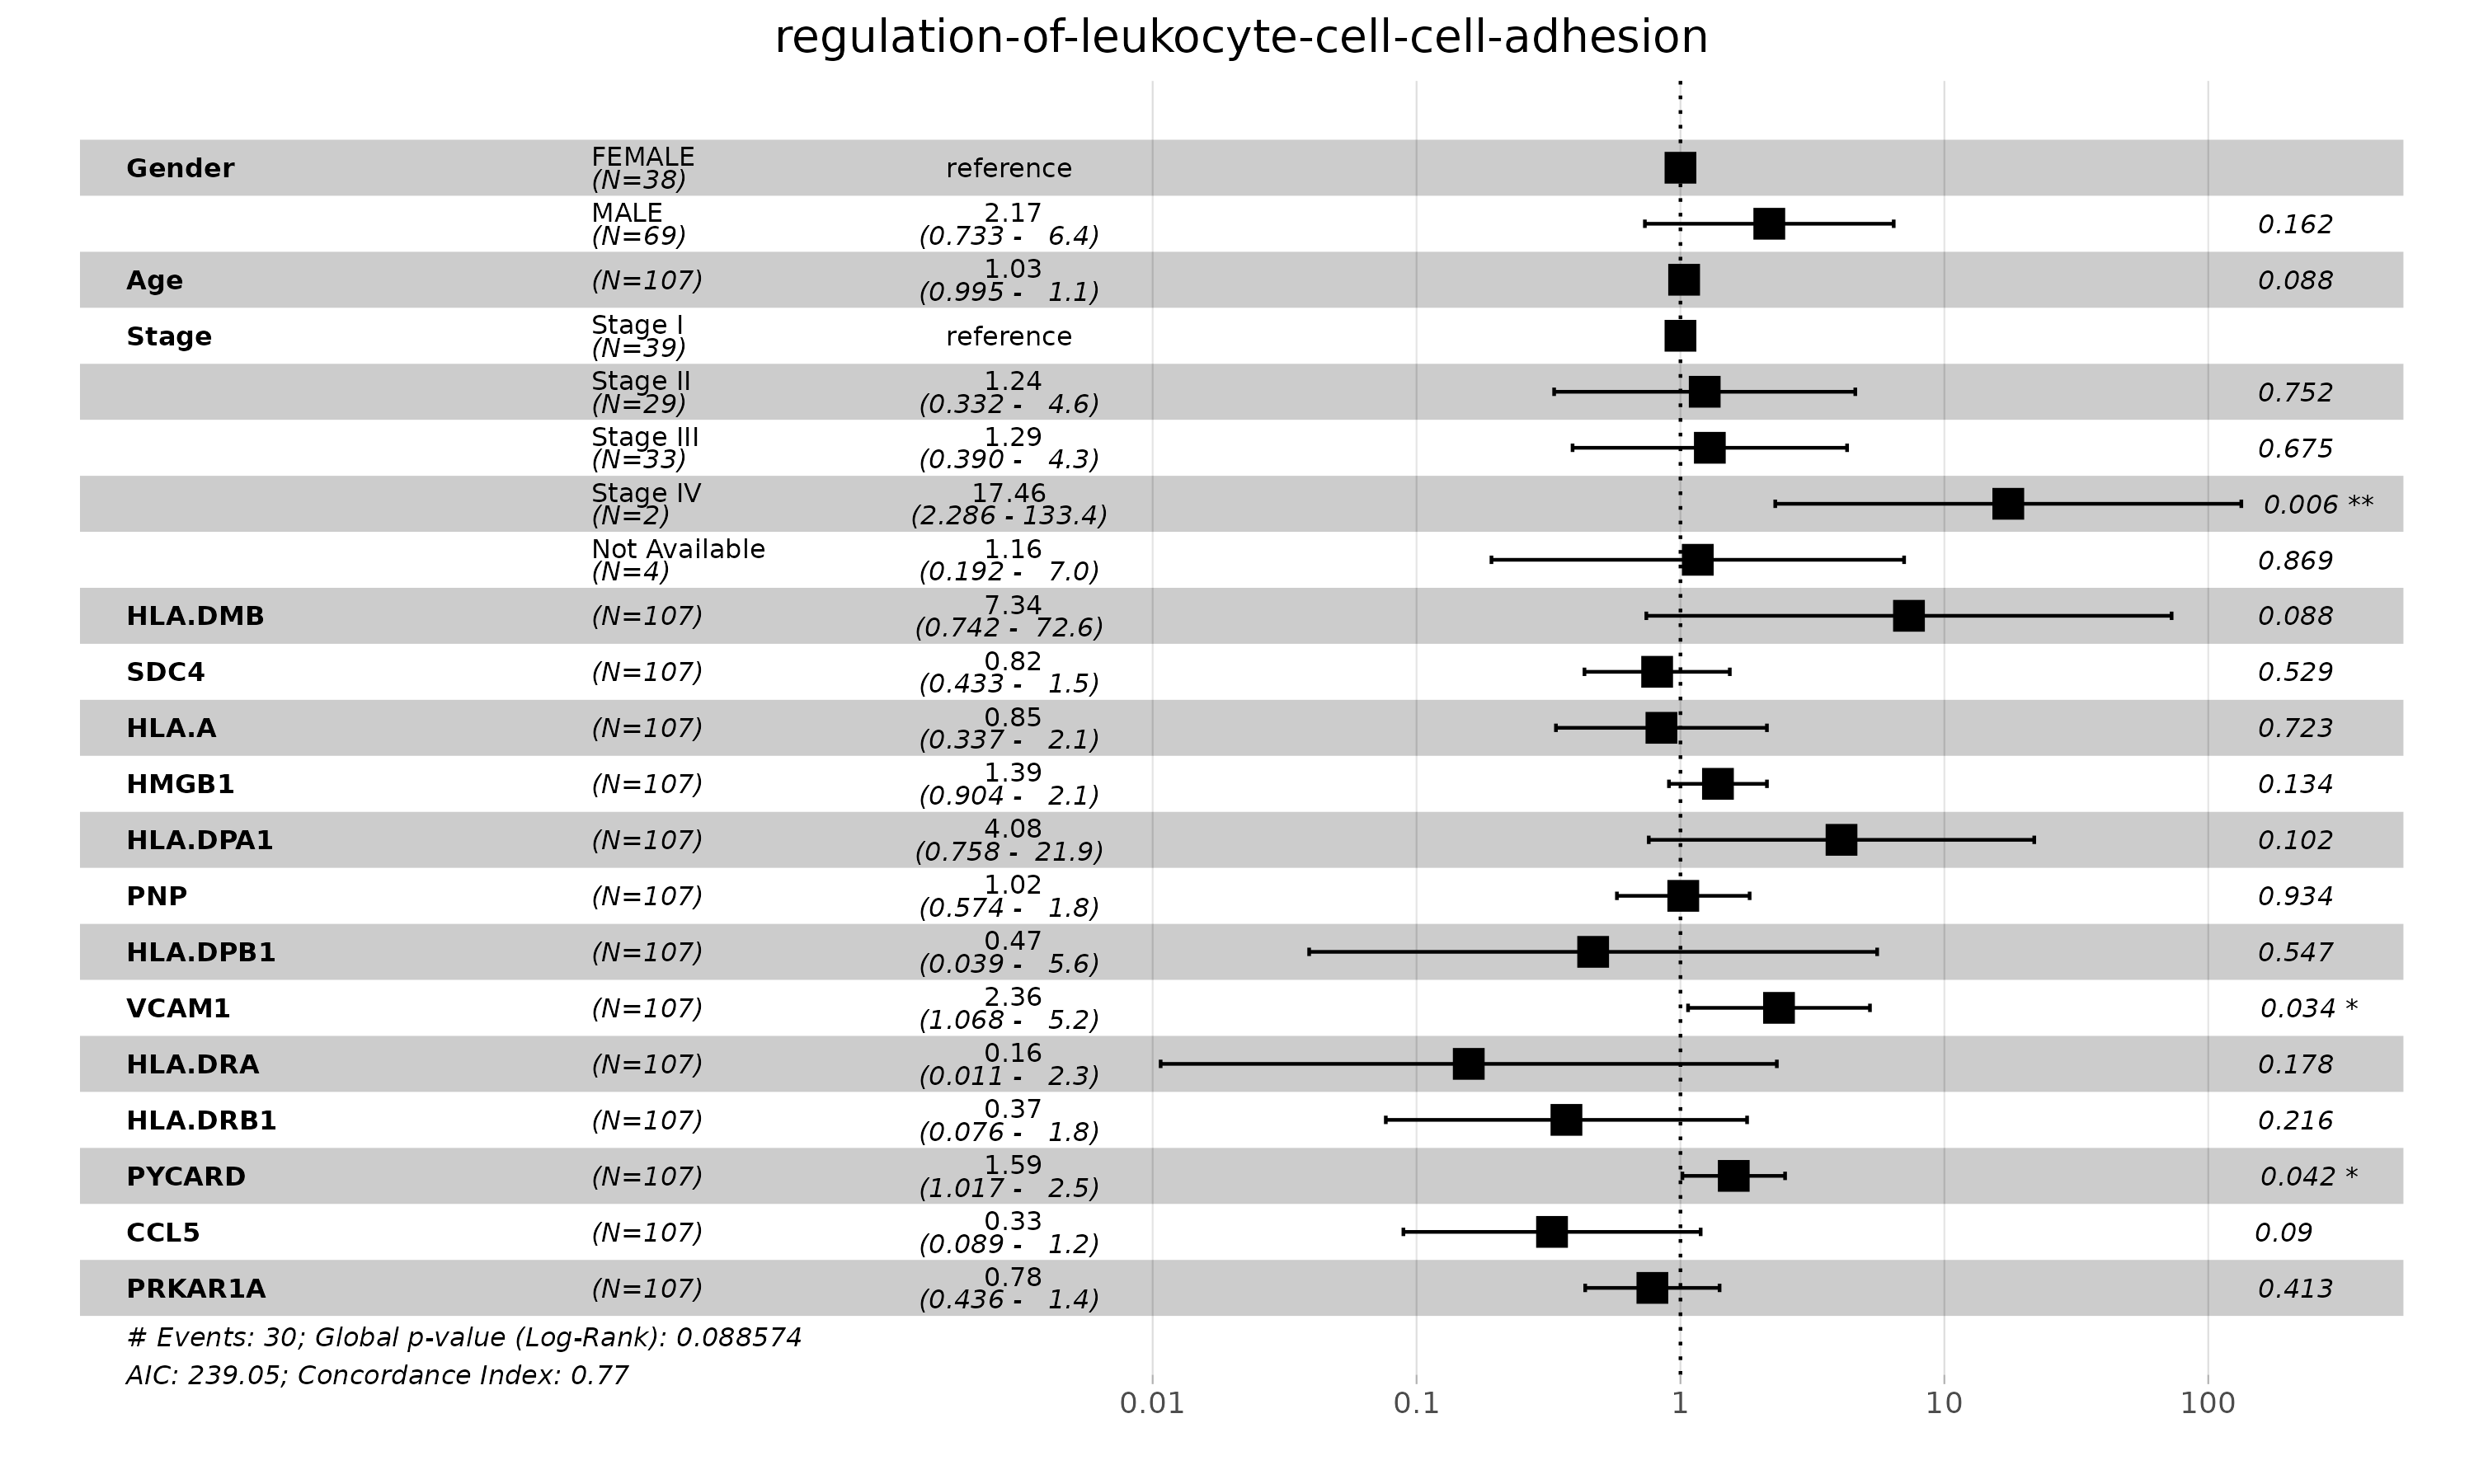 regulation-of-leukocyte-cell-cell-adhesion
Gender FEMALE (N=38) reference
MALE (N=69) 2.17 (0.733 - 6.4) 0.162
Age (N=107) 1.03 (0.995 - 1.1) 0.088
Stage Stage I (N=39) reference
Stage II (N=29) 1.24 (0.332 - 4.6) 0.752
Stage III (N=33) 1.29 (0.390 - 4.3) 0.675
Stage IV (N=2) 17.46 (2.286 - 133.4) 0.006 **
Not Available (N=4) 1.16 (0.192 - 7.0) 0.869
HLA.DMB (N=107) 7.34 (0.742 - 72.6) 0.088
SDC4 (N=107) 0.82 (0.433 - 1.5) 0.529
HLA.A (N=107) 0.85 (0.337 - 2.1) 0.723
HMGB1 (N=107) 1.39 (0.904 - 2.1) 0.134
HLA.DPA1 (N=107) 4.08 (0.758 - 21.9) 0.102
PNP (N=107) 1.02 (0.574 - 1.8) 0.934
HLA.DPB1 (N=107) 0.47 (0.039 - 5.6) 0.547
VCAM1 (N=107) 2.36 (1.068 - 5.2) 0.034 *
HLA.DRA (N=107) 0.16 (0.011 - 2.3) 0.178
HLA.DRB1 (N=107) 0.37 (0.076 - 1.8) 0.216
PYCARD (N=107) 1.59 (1.017 - 2.5) 0.042 *
CCL5 (N=107) 0.33 (0.089 - 1.2) 0.09
PRKAR1A (N=107) 0.78 (0.436 - 1.4) 0.413
# Events: 30; Global p-value (Log-Rank): 0.088574
AIC: 239.05; Concordance Index: 0.77
0.01 0.1 1 10 100